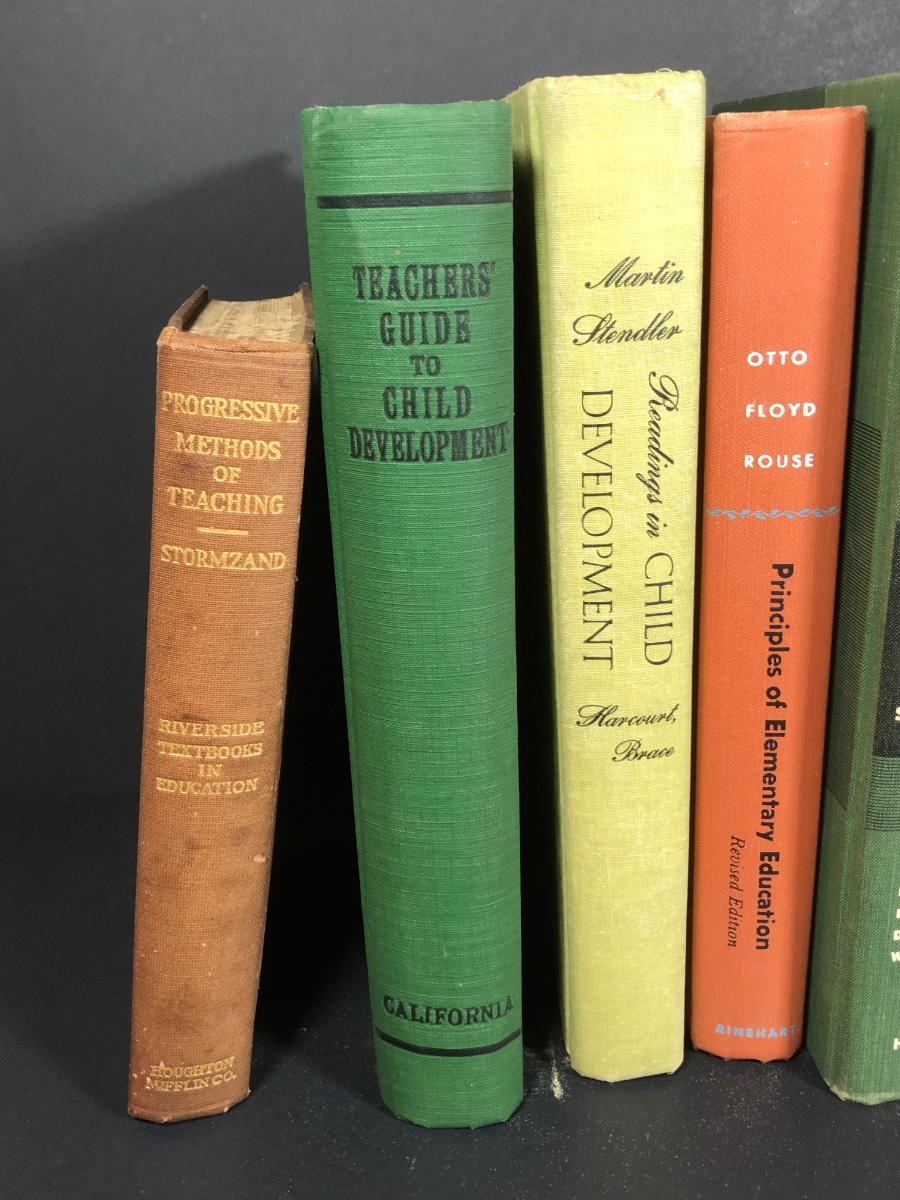 PROGRESSIVE
METHODS
OF
TEACHING
STORMZAND
RIVERSIDE
TEXTBOOKS
IN
EDUCATION
HOUGHTON
MIFFLIN CO.
TEACHERS'
GUIDE
TO
CHILD
DEVELOPMENT
CALIFORNIA
Martin
Stendler
Readings in CHILD
DEVELOPMENT
Harcourt,
Brace
OTTO
FLOYD
ROUSE
Principles of Elementary Education
Revised Edition
RINEHART